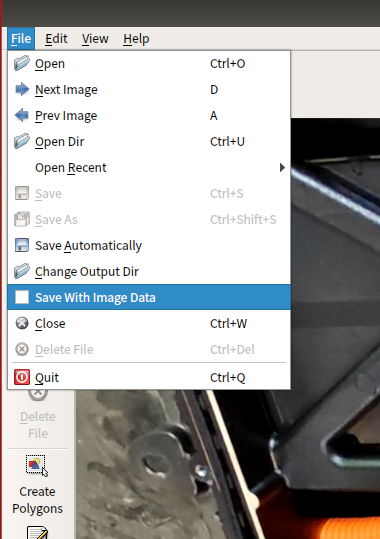 File Edit View Help
Open Ctrl+O
Next Image D
Prev Image A
Open Dir Ctrl+U
Open Recent
Save Ctrl+S
Save As Ctrl+Shift+S
Save Automatically
Change Output Dir
Save With Image Data
Close Ctrl+W
Delete File Ctrl+Del
Quit Ctrl+Q
Delete
File
Create
Polygons